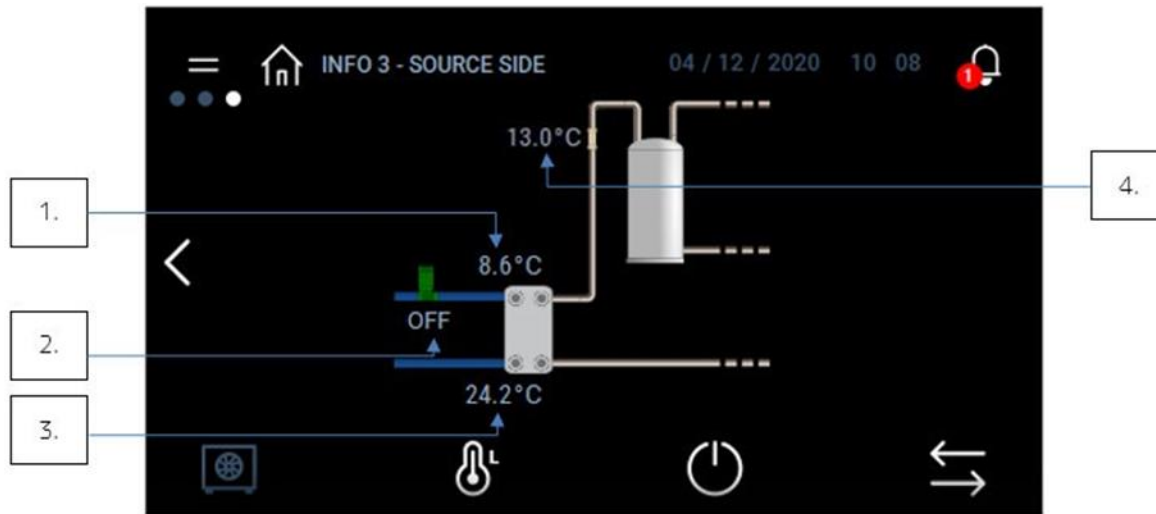 INFO 3 - SOURCE SIDE
04 / 12 / 2020 10 08
1
13.0°C
4.
1.
8.6°C
OFF
2.
24.2°C
3.
L